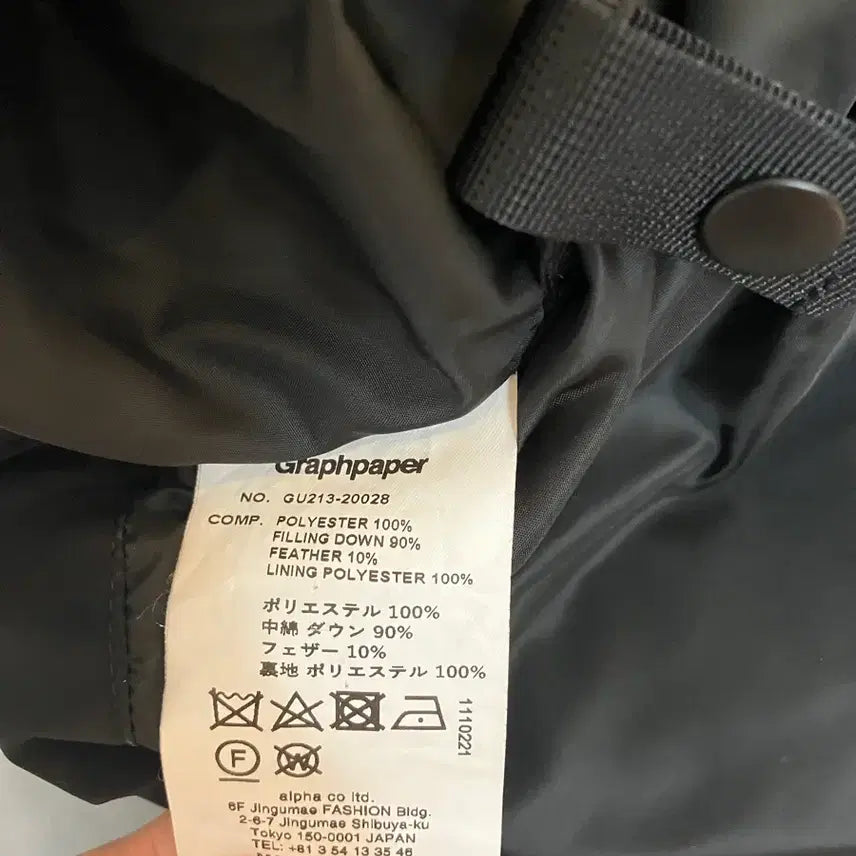 Graphpaper
NO. GU213-20028
COMP. POLYESTER 100%
FILLING DOWN 90%
FEATHER 10%
LINING POLYESTER 100%
ポリエステル 100%
中綿 ダウン 90%
フェザー 10%
裏地 ポリエステル 100%
1110221
F
W
alpha co ltd.
6F Jingumae FASHION Bldg.
2-6-7 Jingumae Shibuya-ku
Tokyo 150-0001 JAPAN
TEL: +81 3 54 13 35 46